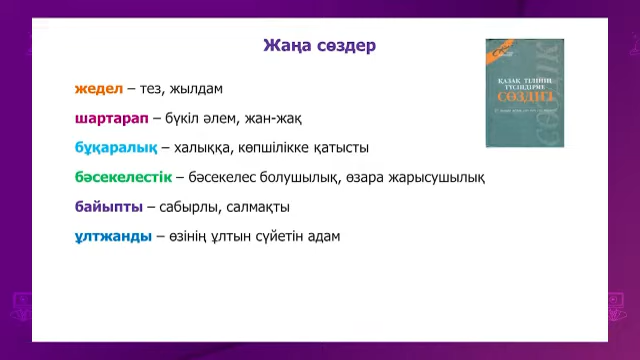 Жаңа сөздер
жедел – тез, жылдам
шартарап – бүкіл әлем, жан-жақ
бұқаралық – халыққа, көпшілікке қатысты
бәсекелестік – бәсекелес болушылық, өзара жарысушылық
байыпты – сабырлы, салмақты
ұлтжанды – өзінің ұлтын сүйетін адам
ҚАЗАҚ ТІЛІНІҢ
ТҮСІНДІРМЕ
СӨЗДІГІ